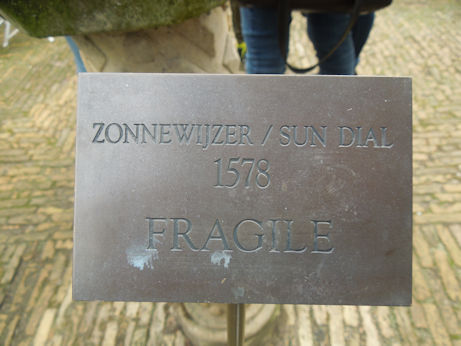 ZONNEWIJZER / SUN DIAL
1578
FRAGILE